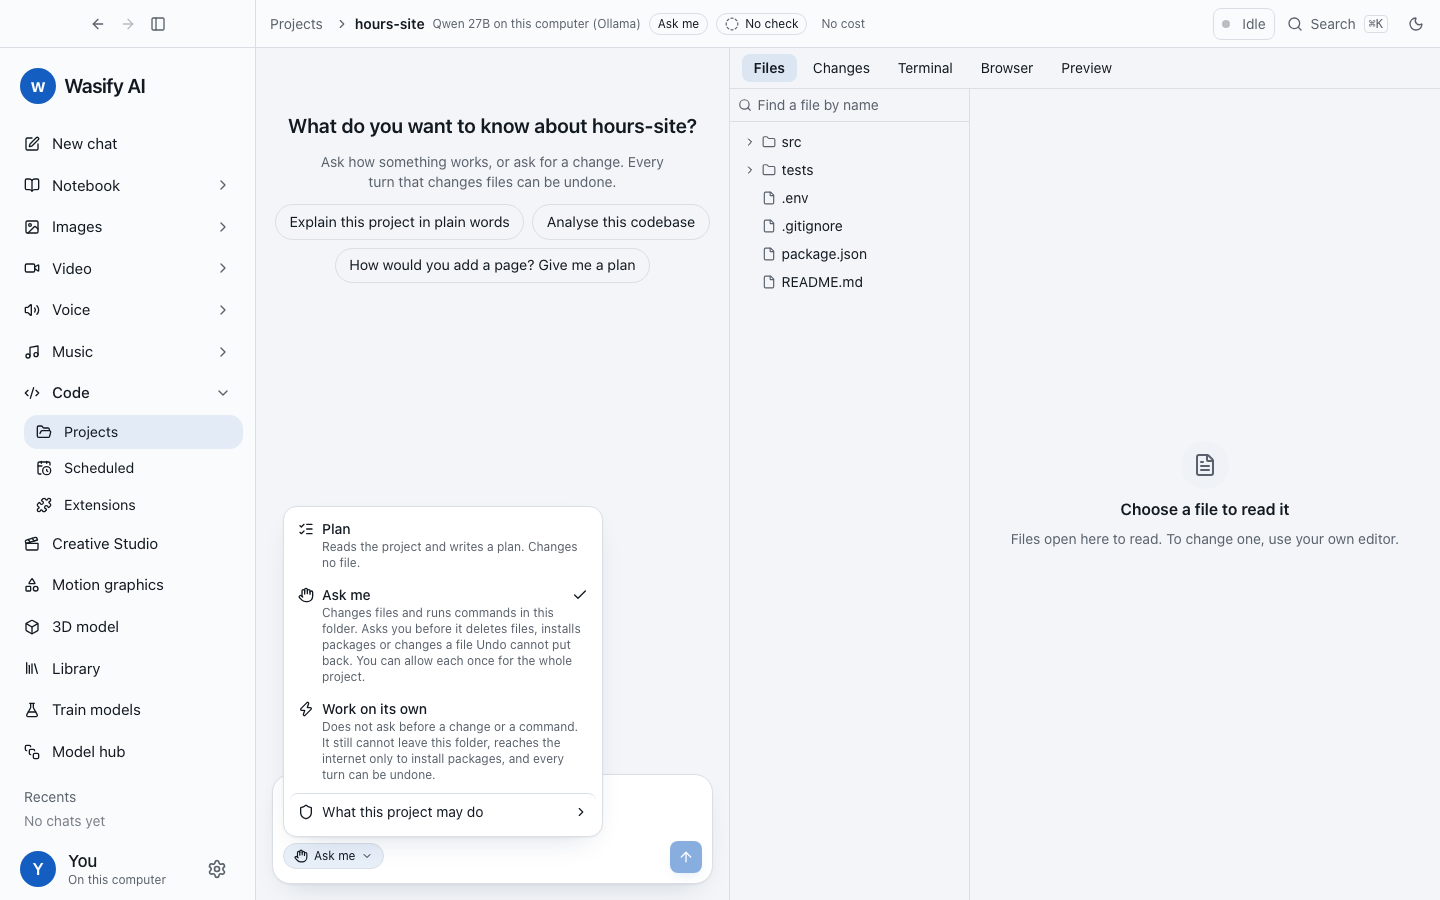 Projects
hours-site
Qwen 27B on this computer (Ollama)
Ask me
No check
No cost
Idle
Search
⌘K
W
Wasify AI
New chat
Notebook
Images
Video
Voice
Music
Code
Projects
Scheduled
Extensions
Creative Studio
Motion graphics
3D model
Library
Train models
Model hub
Recents
No chats yet
Y
You
On this computer
What do you want to know about hours-site?
Ask how something works, or ask for a change. Every
turn that changes files can be undone.
Explain this project in plain words
Analyse this codebase
How would you add a page? Give me a plan
Plan
Reads the project and writes a plan. Changes
no file.
Ask me
Changes files and runs commands in this
folder. Asks you before it deletes files, installs
packages or changes a file Undo cannot put
back. You can allow each once for the whole
project.
Work on its own
Does not ask before a change or a command.
It still cannot leave this folder, reaches the
internet only to install packages, and every
turn can be undone.
What this project may do
Ask me
Files
Changes
Terminal
Browser
Preview
Find a file by name
src
tests
.env
.gitignore
package.json
README.md
Choose a file to read it
Files open here to read. To change one, use your own editor.